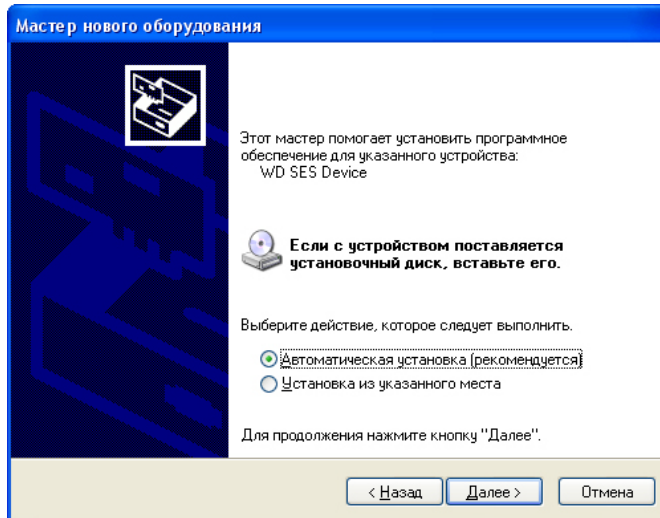 Мастер нового оборудования
Этот мастер помогает установить программное
обеспечение для указанного устройства:
WD SES Device
Если с устройством поставляется
установочный диск, вставьте его.
Выберите действие, которое следует выполнить.
Автоматическая установка (рекомендуется)
Установка из указанного места
Для продолжения нажмите кнопку "Далее".
< Назад
Далее >
Отмена